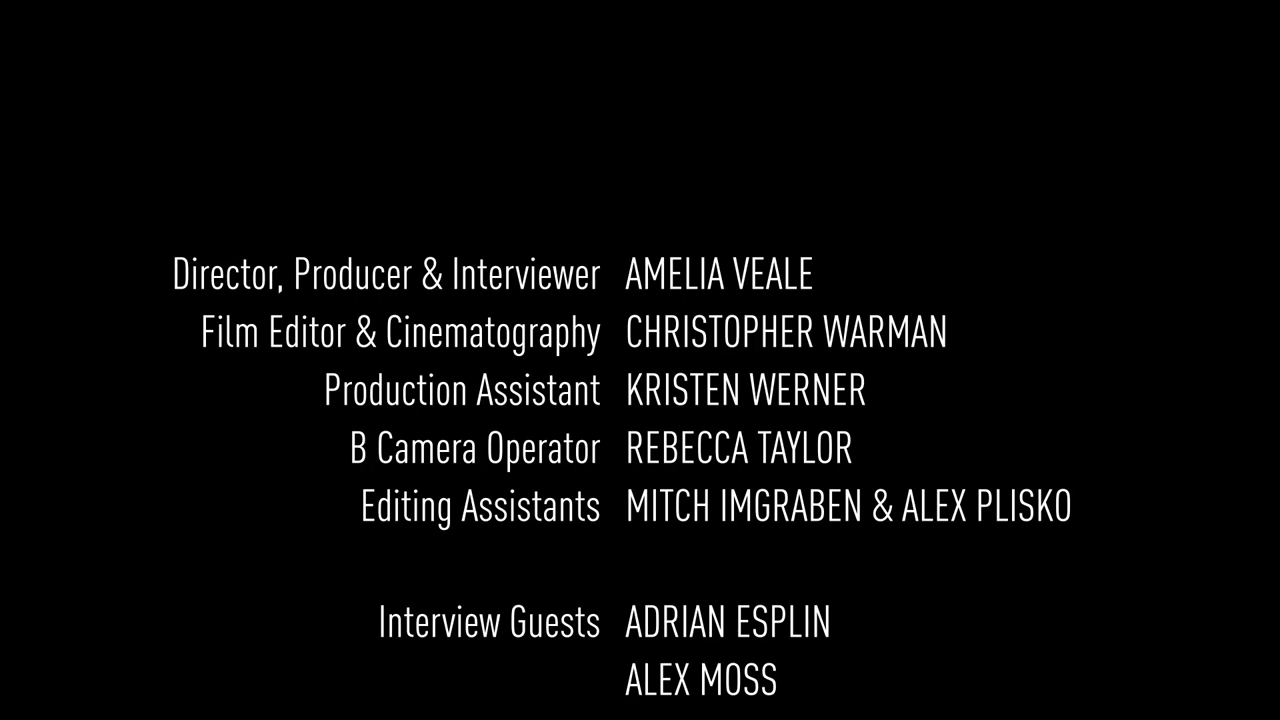 Director, Producer & Interviewer AMELIA VEALE
Film Editor & Cinematography CHRISTOPHER WARMAN
Production Assistant KRISTEN WERNER
B Camera Operator REBECCA TAYLOR
Editing Assistants MITCH IMGRABEN & ALEX PLISKO
Interview Guests ADRIAN ESPLIN
ALEX MOSS